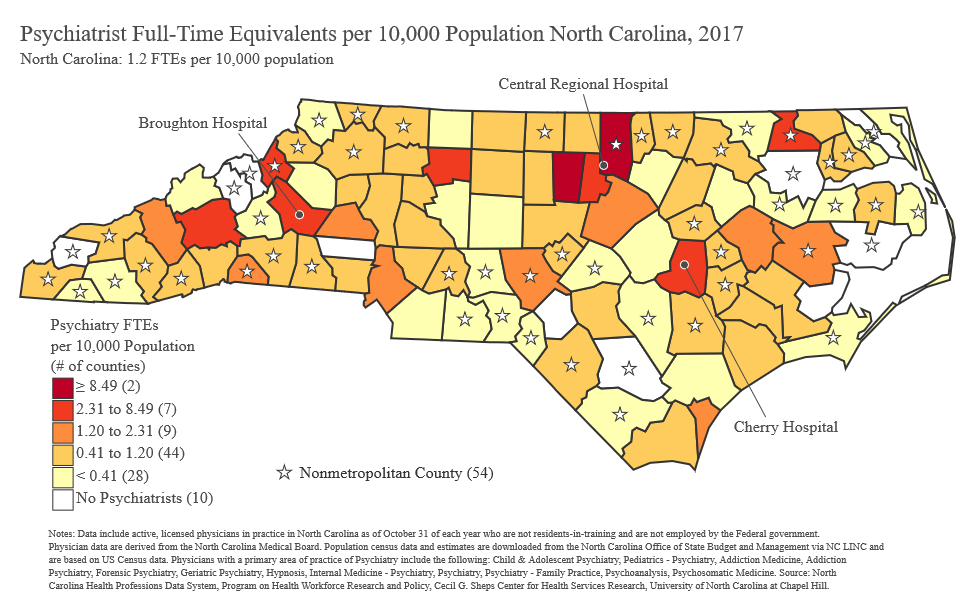 Psychiatrist Full-Time Equivalents per 10,000 Population North Carolina, 2017
North Carolina: 1.2 FTEs per 10,000 population
Central Regional Hospital
Broughton Hospital
Psychiatry FTEs
per 10,000 Population
(# of counties)
≥ 8.49 (2)
2.31 to 8.49 (7)
1.20 to 2.31 (9)
0.41 to 1.20 (44)
< 0.41 (28)
No Psychiatrists (10)
Nonmetropolitan County (54)
Cherry Hospital
Notes: Data include active, licensed physicians in practice in North Carolina as of October 31 of each year who are not residents-in-training and are not employed by the Federal government.
Physician data are derived from the North Carolina Medical Board. Population census data and estimates are downloaded from the North Carolina Office of State Budget and Management via NC LINC and
are based on US Census data. Physicians with a primary area of practice of Psychiatry include the following: Child & Adolescent Psychiatry, Pediatrics - Psychiatry, Addiction Medicine, Addiction
Psychiatry, Forensic Psychiatry, Geriatric Psychiatry, Hypnosis, Internal Medicine - Psychiatry, Psychiatry, Psychiatry - Family Practice, Psychoanalysis, Psychosomatic Medicine. Source: North
Carolina Health Professions Data System, Program on Health Workforce Research and Policy, Cecil G. Sheps Center for Health Services Research, University of North Carolina at Chapel Hill.